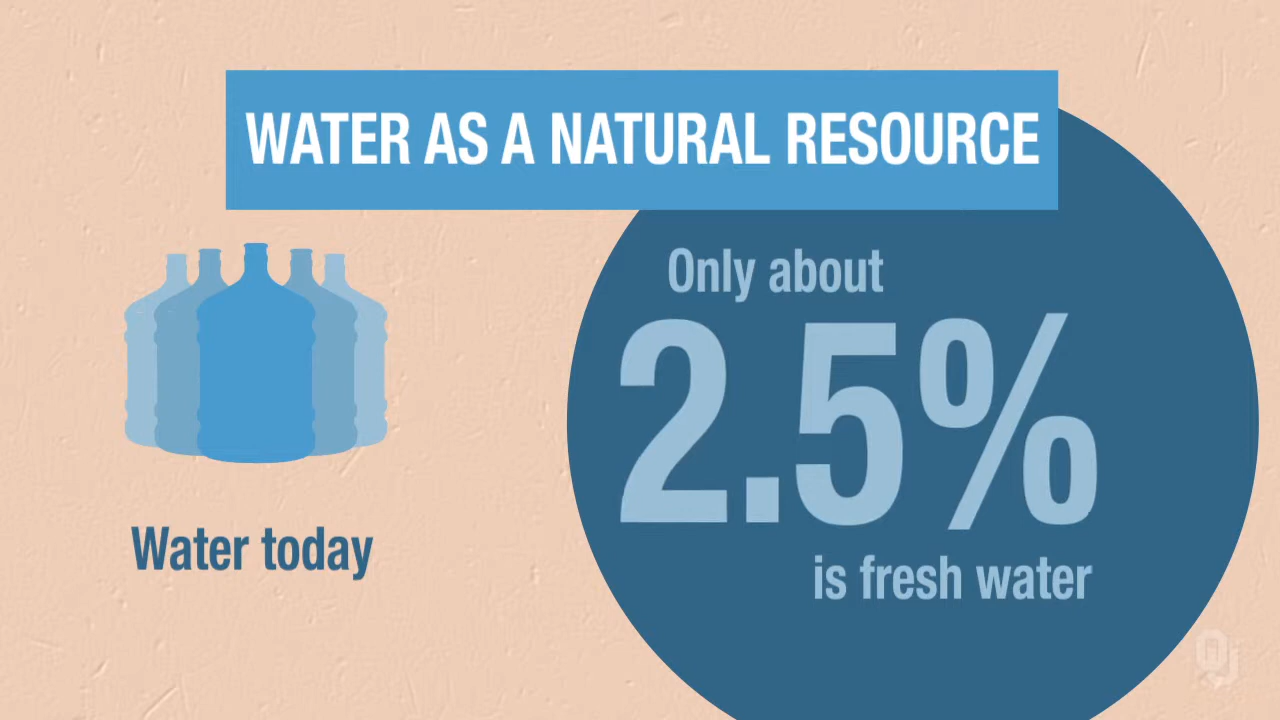 WATER AS A NATURAL RESOURCE
Only about
2.5%
is fresh water
Water today